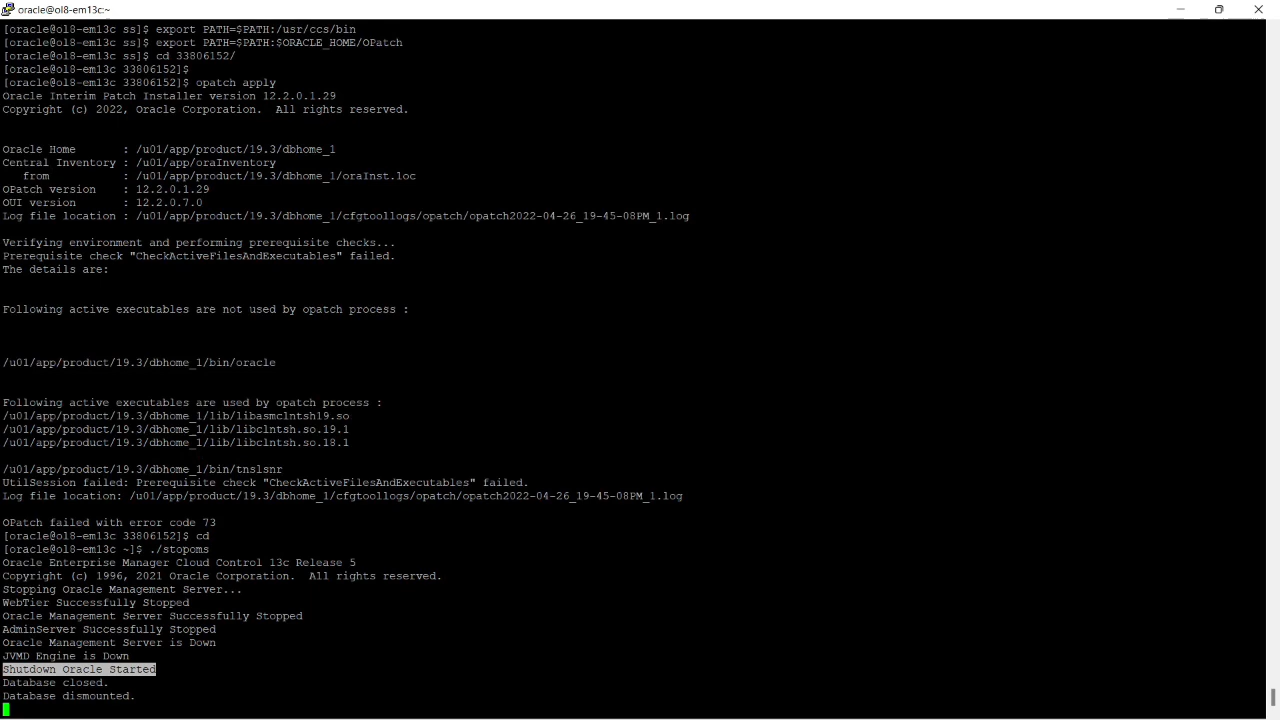 oracle@ol8-em13c:~
[oracle@ol8-em13c ss]$ export PATH=$PATH:/usr/ccs/bin
[oracle@ol8-em13c ss]$ export PATH=$PATH:$ORACLE_HOME/OPatch
[oracle@ol8-em13c ss]$ cd 33806152/
[oracle@ol8-em13c 33806152]$
[oracle@ol8-em13c 33806152]$ opatch apply
Oracle Interim Patch Installer version 12.2.0.1.29
Copyright (c) 2022, Oracle Corporation.  All rights reserved.
Oracle Home       : /u01/app/product/19.3/dbhome_1
Central Inventory : /u01/app/oraInventory
   from           : /u01/app/product/19.3/dbhome_1/oraInst.loc
OPatch version    : 12.2.0.1.29
OUI version       : 12.2.0.7.0
Log file location : /u01/app/product/19.3/dbhome_1/cfgtoollogs/opatch/opatch2022-04-26_19-45-08PM_1.log
Verifying environment and performing prerequisite checks...
Prerequisite check "CheckActiveFilesAndExecutables" failed.
The details are:
Following active executables are not used by opatch process :
/u01/app/product/19.3/dbhome_1/bin/oracle
Following active executables are used by opatch process :
/u01/app/product/19.3/dbhome_1/lib/libasmclntsh19.so
/u01/app/product/19.3/dbhome_1/lib/libclntsh.so.19.1
/u01/app/product/19.3/dbhome_1/lib/libclntsh.so.18.1
/u01/app/product/19.3/dbhome_1/bin/tnslsnr
UtilSession failed: Prerequisite check "CheckActiveFilesAndExecutables" failed.
Log file location: /u01/app/product/19.3/dbhome_1/cfgtoollogs/opatch/opatch2022-04-26_19-45-08PM_1.log
OPatch failed with error code 73
[oracle@ol8-em13c 33806152]$ cd
[oracle@ol8-em13c ~]$ ./stopoms
Oracle Enterprise Manager Cloud Control 13c Release 5
Copyright (c) 1996, 2021 Oracle Corporation.  All rights reserved.
Stopping Oracle Management Server...
WebTier Successfully Stopped
Oracle Management Server Successfully Stopped
AdminServer Successfully Stopped
Oracle Management Server is Down
JVMD Engine is Down
Shutdown Oracle Started
Database closed.
Database dismounted.